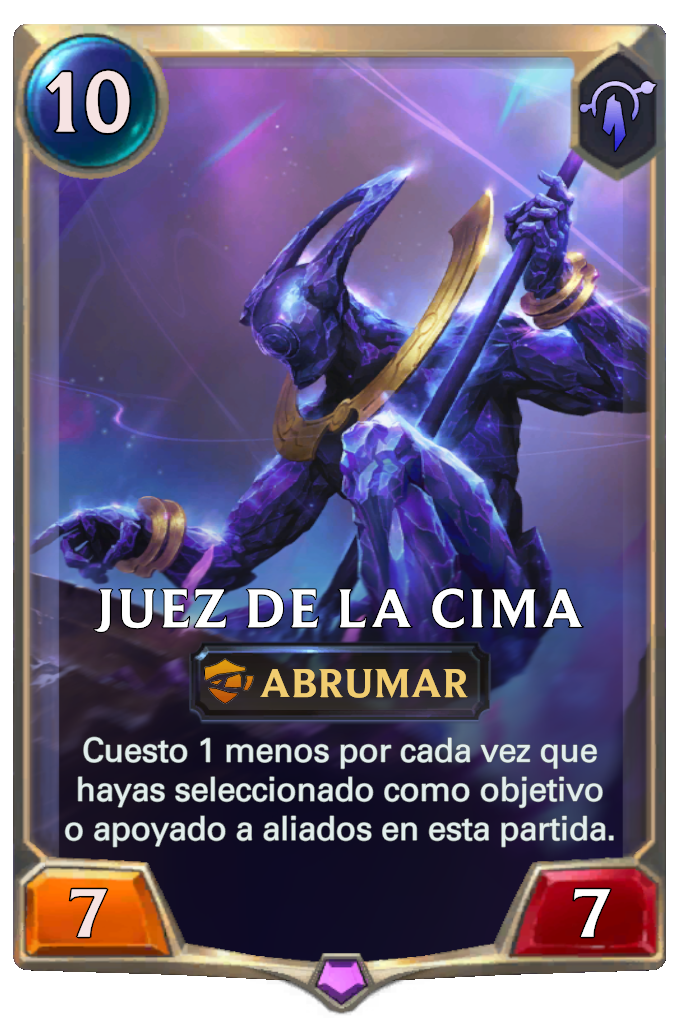 10
JUEZ DE LA CIMA
ABRUMAR
Cuesto 1 menos por cada vez que
hayas seleccionado como objetivo
o apoyado a aliados en esta partida.
7 7